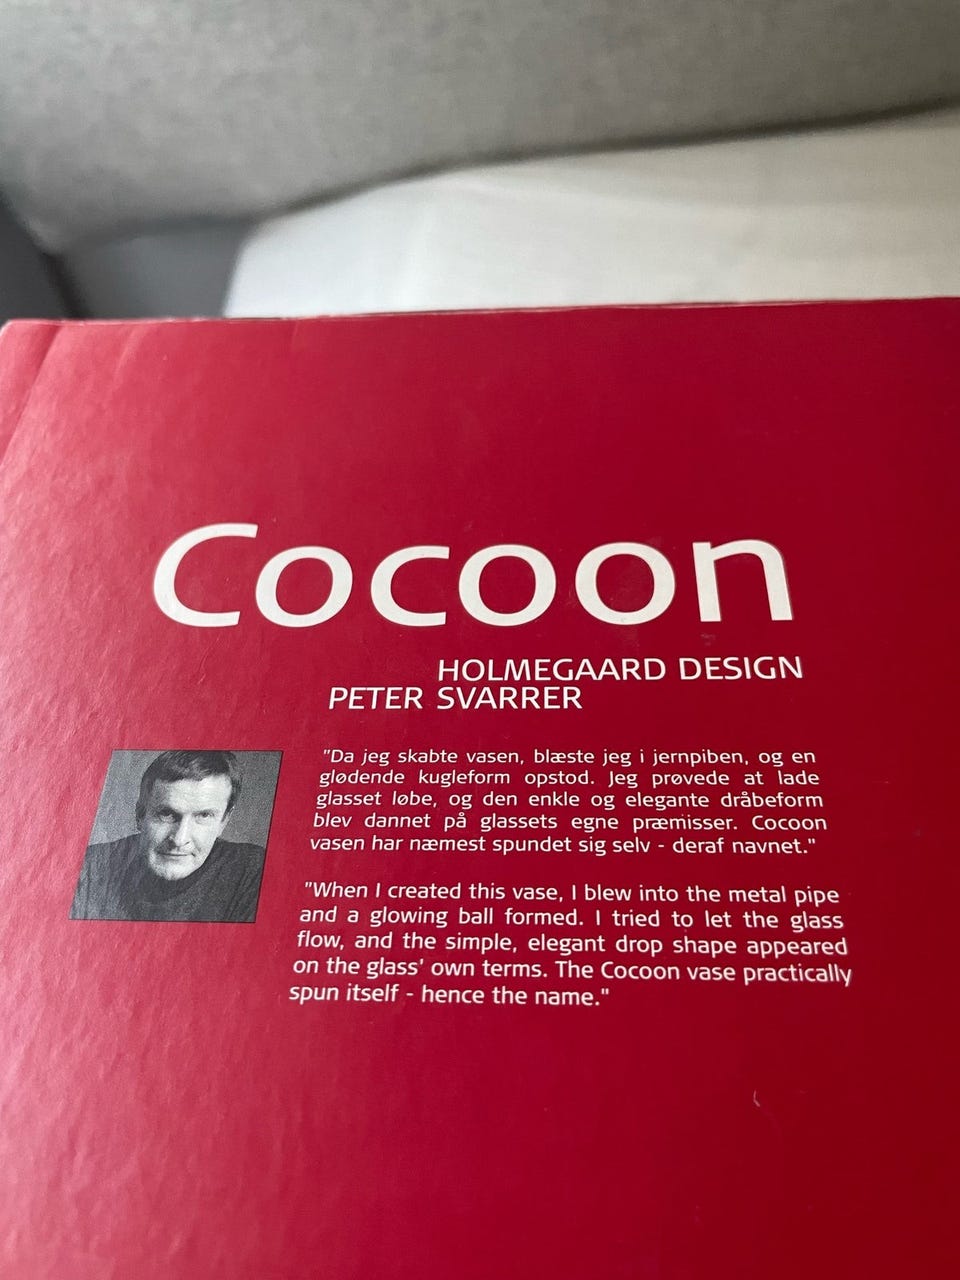 Cocoon
HOLMEGAARD DESIGN
PETER SVARRER
"Da jeg skabte vasen, blæste jeg i jernpiben, og en
glødende kugleform opstod. Jeg prøvede at lade
glasset løbe, og den enkle og elegante dråbeform
blev dannet på glassets egne præmisser. Cocoon
vasen har næmest spundet sig selv - deraf navnet."
"When I created this vase, I blew into the metal pipe
and a glowing ball formed. I tried to let the glass
flow, and the simple, elegant drop shape appeared
on the glass' own terms. The Cocoon vase practically
spun itself - hence the name."